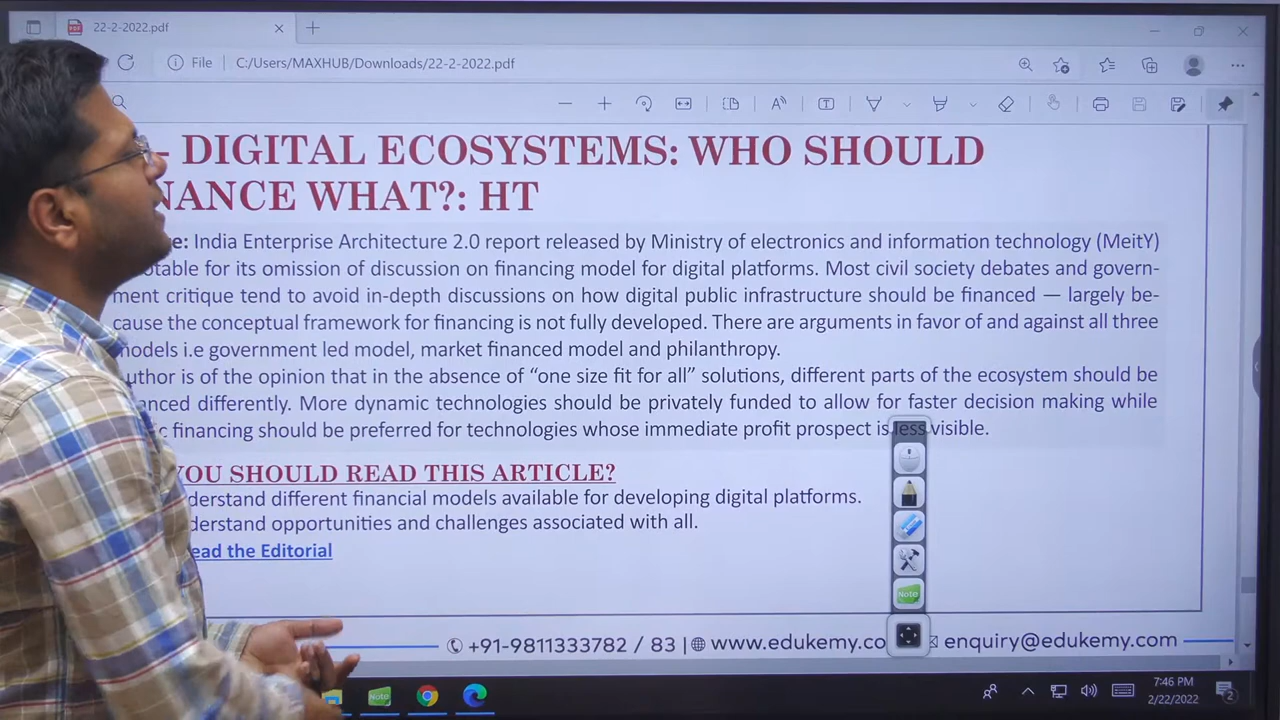 22-2-2022.pdf
File C:/Users/MAXHUB/Downloads/22-2-2022.pdf
– DIGITAL ECOSYSTEMS: WHO SHOULD
NANCE WHAT?: HT
e: India Enterprise Architecture 2.0 report released by Ministry of electronics and information technology (MeitY)
otable for its omission of discussion on financing model for digital platforms. Most civil society debates and govern-
ment critique tend to avoid in-depth discussions on how digital public infrastructure should be financed — largely be-
cause the conceptual framework for financing is not fully developed. There are arguments in favor of and against all three
models i.e government led model, market financed model and philanthropy.
uthor is of the opinion that in the absence of “one size fit for all” solutions, different parts of the ecosystem should be
anced differently. More dynamic technologies should be privately funded to allow for faster decision making while
c financing should be preferred for technologies whose immediate profit prospect is less visible.
YOU SHOULD READ THIS ARTICLE?
derstand different financial models available for developing digital platforms.
derstand opportunities and challenges associated with all.
ead the Editorial
Note
+91-9811333782 / 83 | www.edukemy.co enquiry@edukemy.com
Note
7:46 PM
2/22/2022
2